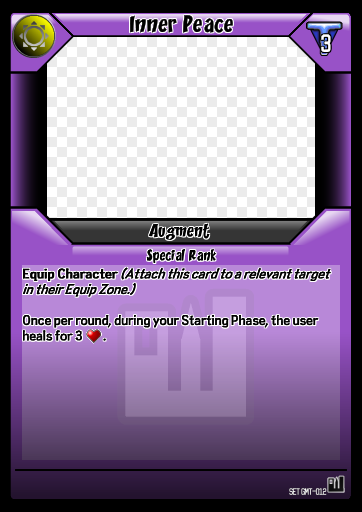 Inner Peace
3
Augment
Special Rank
Equip Character (Attach this card to a relevant target
in their Equip Zone.)
Once per round, during your Starting Phase, the user
heals for 3 .
SET GMT-012